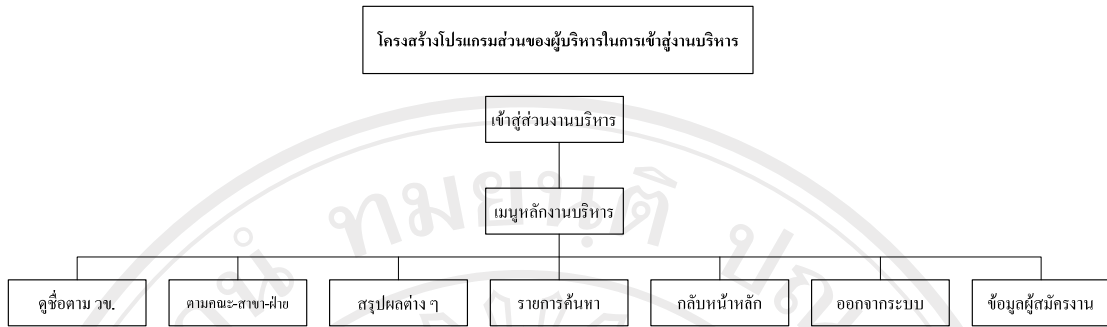 โครงสร้างโปรแกรมส่วนของผู้บริหารในการเข้าสู่งานบริหาร
เข้าสู่ส่วนงานบริหาร
เมนูหลักงานบริหาร
ดูชื่อตาม วข.
ตามคณะ-สาขา-ฝ่าย
สรุปผลต่าง ๆ
รายการค้นหา
กลับหน้าหลัก
ออกจากระบบ
ข้อมูลผู้สมัครงาน